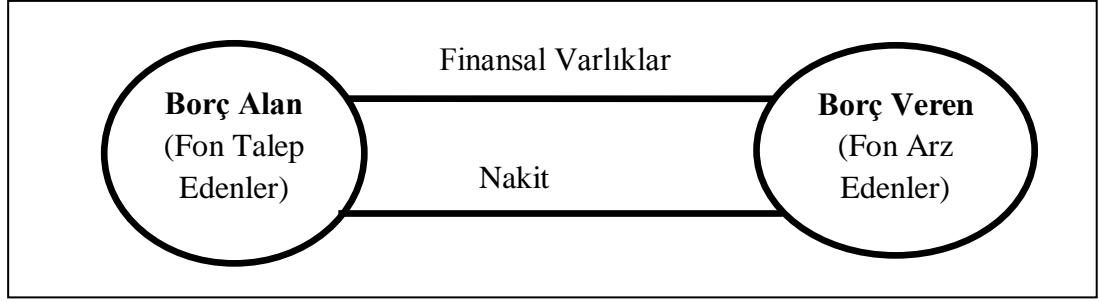 Finansal Varlıklar
Borç Alan
(Fon Talep
Edenler)
Nakit
Borç Veren
(Fon Arz
Edenler)